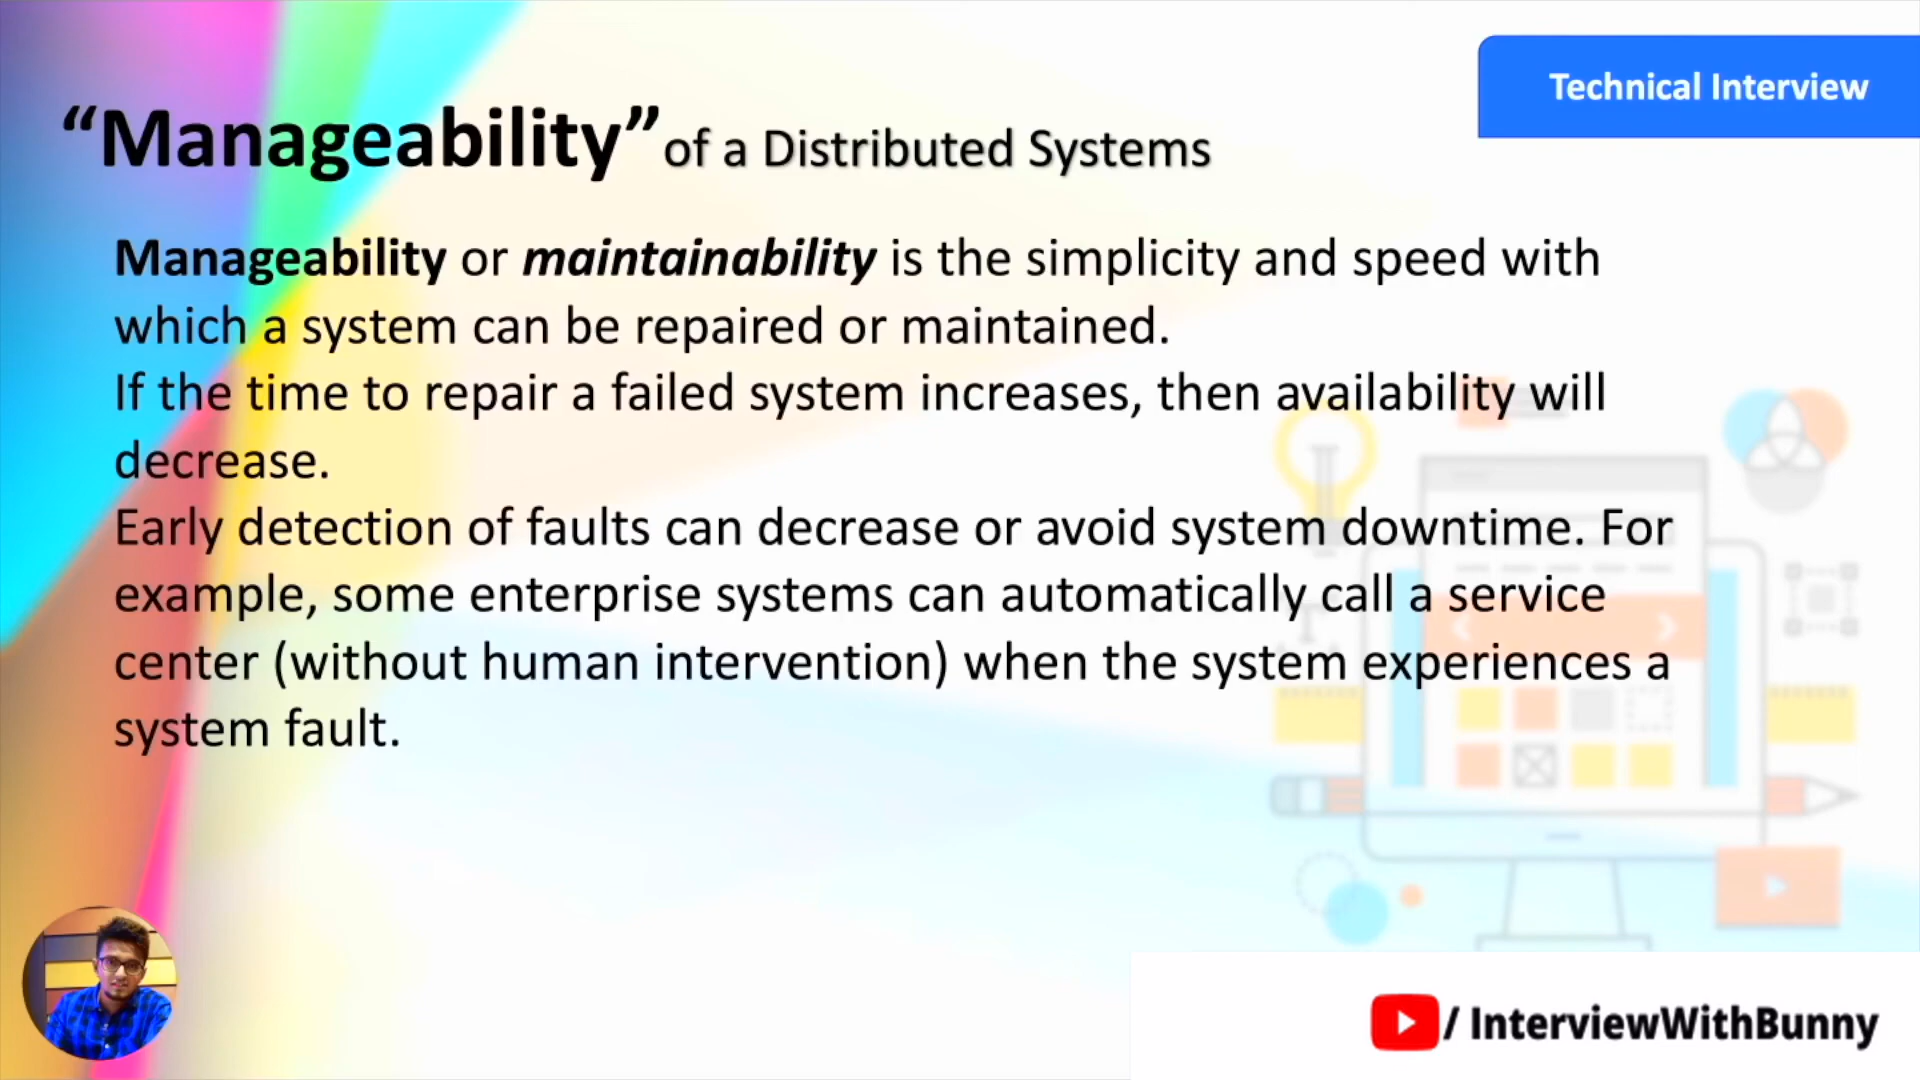 Technical Interview
“Manageability” of a Distributed Systems
Manageability or maintainability is the simplicity and speed with
which a system can be repaired or maintained.
If the time to repair a failed system increases, then availability will
decrease.
Early detection of faults can decrease or avoid system downtime. For
example, some enterprise systems can automatically call a service
center (without human intervention) when the system experiences a
system fault.
/ InterviewWithBunny